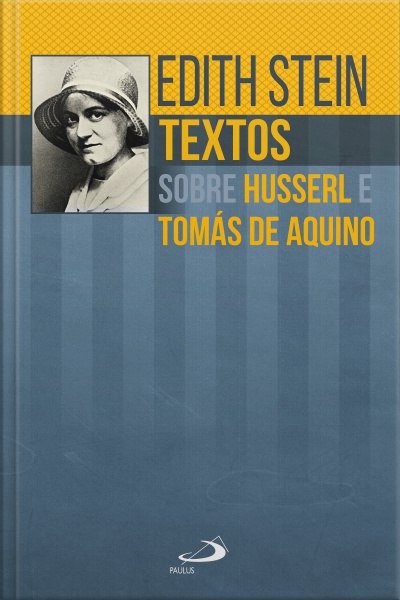 EDITH STEIN
TEXTOS
SOBRE HUSSERL E
TOMÁS DE AQUINO
PAULUS